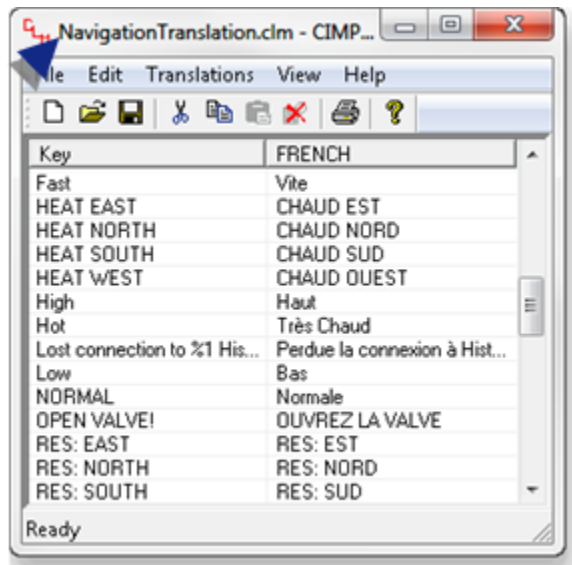 NavigationTranslation.clm - CIMP...
File Edit Translations View Help
Key FRENCH
Fast Vite
HEAT EAST CHAUD EST
HEAT NORTH CHAUD NORD
HEAT SOUTH CHAUD SUD
HEAT WEST CHAUD OUEST
High Haut
Hot Très Chaud
Lost connection to %1 His... Perdue la connexion à Hist...
Low Bas
NORMAL Normale
OPEN VALVE! OUVREZ LA VALVE
RES: EAST RES: EST
RES: NORTH RES: NORD
RES: SOUTH RES: SUD
Ready